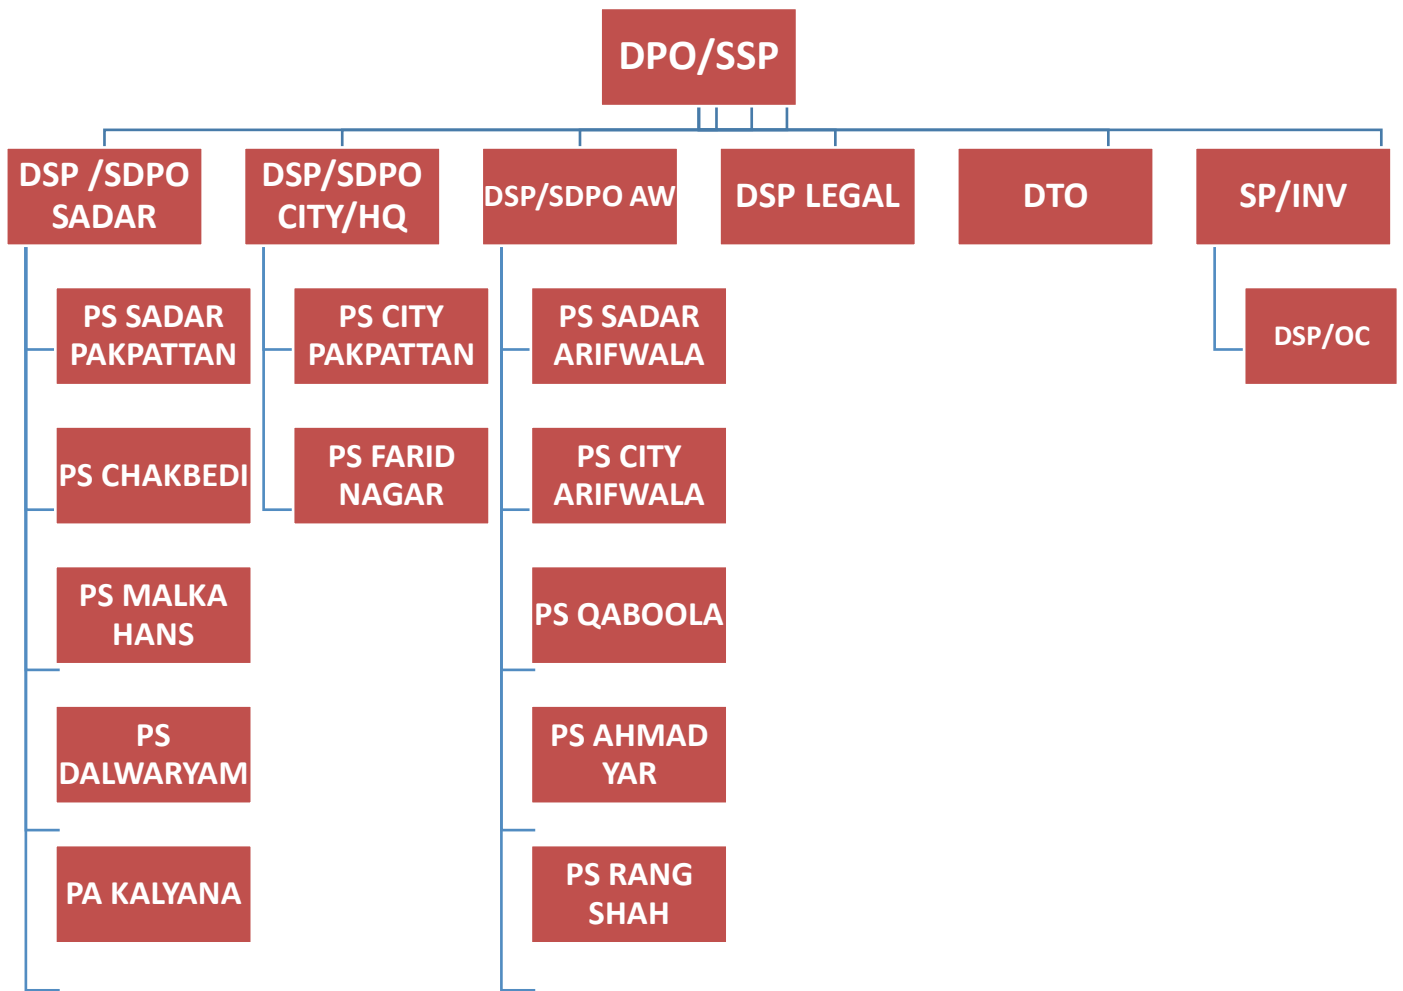 DPO/SSP
DSP /SDPO
SADAR
DSP/SDPO
CITY/HQ
DSP/SDPO AW
DSP LEGAL
DTO
SP/INV
PS SADAR
PAKPATTAN
PS CHAKBEDI
PS MALKA
HANS
PS
DALWARYAM
PA KALYANA
PS CITY
PAKPATTAN
PS FARID
NAGAR
PS SADAR
ARIFWALA
PS CITY
ARIFWALA
PS QABOOLA
PS AHMAD
YAR
PS RANG
SHAH
DSP/OC